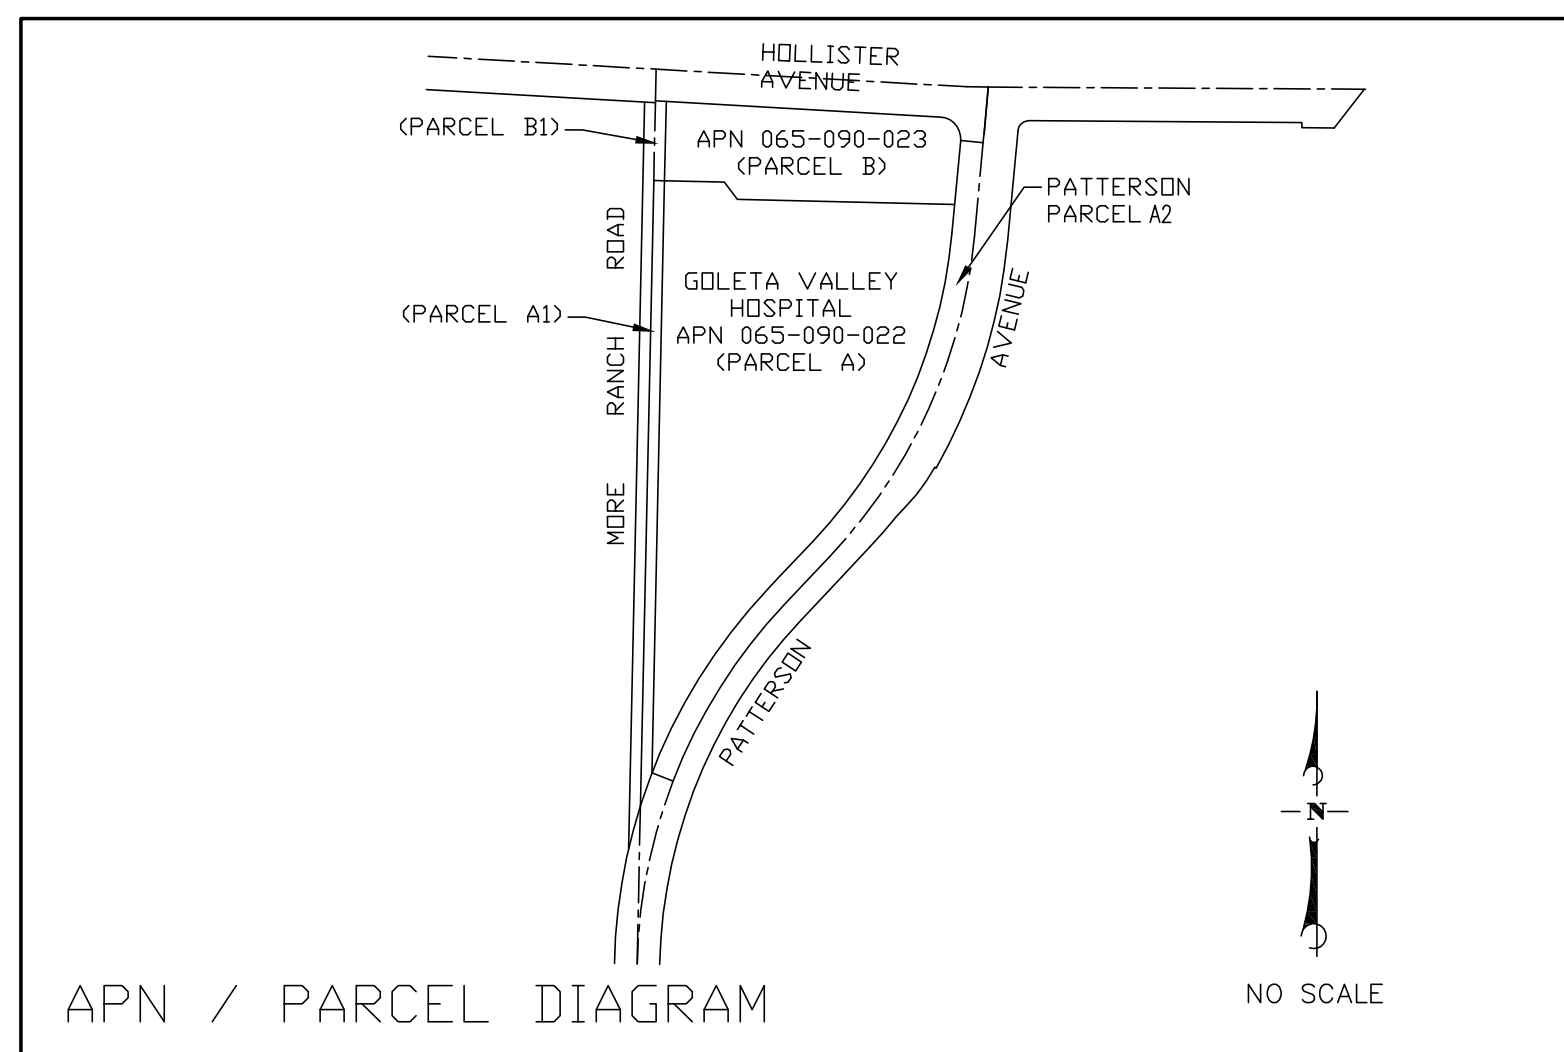 HOLLISTER
AVENUE
(PARCEL B1)
APN 065-090-023
(PARCEL B)
PATTERSON
PARCEL A2
MORE RANCH ROAD
GOLETA VALLEY
HOSPITAL
APN 065-090-022
(PARCEL A)
(PARCEL A1)
PATTERSON AVENUE
N
APN / PARCEL DIAGRAM
NO SCALE